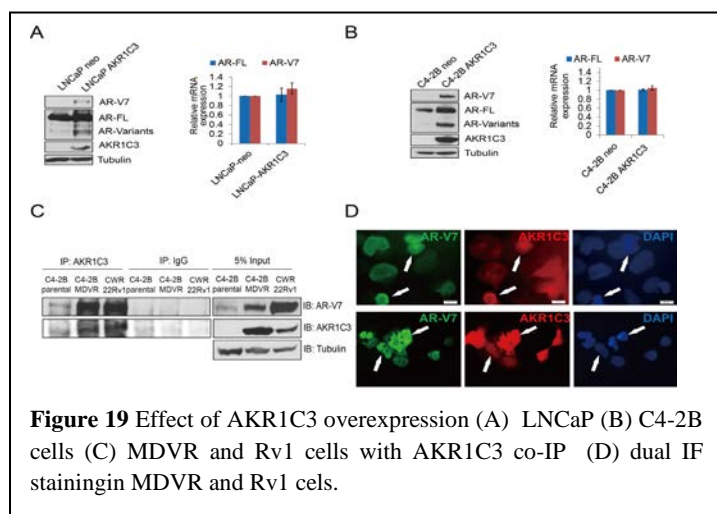 A
LNCaP neo
LNCaP AKR1C3
AR-V7
AR-FL
AR-Variants
AKR1C3
Tubulin
AR-FL AR-V7
Relative mRNA
expression
1.4
1.2
1
0.8
0.6
0.4
0.2
0
LNCaP-neo
LNCaP-AKR1C3
B
C4-2B neo
C4-2B AKR1C3
AR-V7
AR-FL
AR-Variants
AKR1C3
Tubulin
AR-FL AR-V7
Relative mRNA
expression
1.4
1.2
1
0.8
0.6
0.4
0.2
0
C4-2B neo
C4-2B AKR1C3
C
IP: AKR1C3 IP: IgG 5% Input
C4-2B C4-2B CWR C4-2B C4-2B CWR C4-2B C4-2B CWR
parental MDVR 22Rv1 parental MDVR 22Rv1 parental MDVR 22Rv1
IB: AR-V7
IB: AKR1C3
IB: Tubulin
D
AR-V7 AKR1C3 DAPI
AR-V7 AKR1C3 DAPI
Figure 19 Effect of AKR1C3 overexpression (A) LNCaP (B) C4-2B
cells (C) MDVR and Rv1 cells with AKR1C3 co-IP (D) dual IF
stainingin MDVR and Rv1 cels.